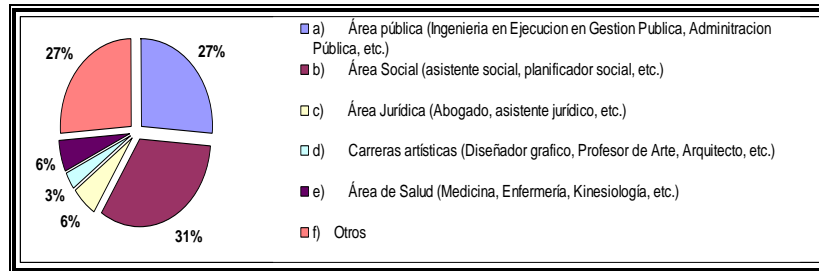 27%
27%
6%
3%
6%
31%
a) Área pública (Ingenieria en Ejecucion en Gestion Publica, Adminitracion
Pública, etc.)
b) Área Social (asistente social, planificador social, etc.)
c) Área Jurídica (Abogado, asistente jurídico, etc.)
d) Carreras artísticas (Diseñador grafico, Profesor de Arte, Arquitecto, etc.)
e) Área de Salud (Medicina, Enfermería, Kinesiología, etc.)
f) Otros